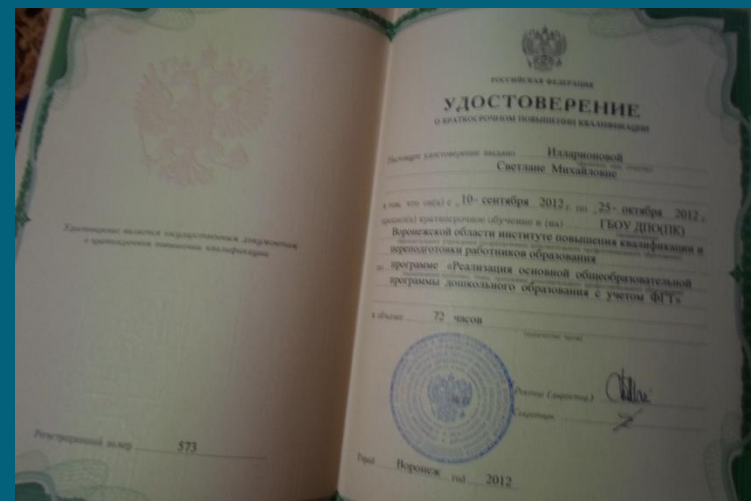 Удостоверение является государственным документом
о краткосрочном повышении квалификации
Регистрационный номер 573
РОССИЙСКАЯ ФЕДЕРАЦИЯ
УДОСТОВЕРЕНИЕ
О КРАТКОСРОЧНОМ ПОВЫШЕНИИ КВАЛИФИКАЦИИ
Настоящее удостоверение выдано Илларионовой
Светлане Михайловне
в том, что он(а) с „10“ сентября 2012 г. по „25“ октября 2012 г.
прошел(а) краткосрочное обучение в (на) ГБОУ ДПО(ПК)
Воронежской области институте повышения квалификации и
переподготовки работников образования
по программе «Реализация основной общеобразовательной
программы дошкольного образования с учетом ФГТ»
в объеме 72 часов
Ректор (директор)
Секретарь
Город Воронеж год 2012